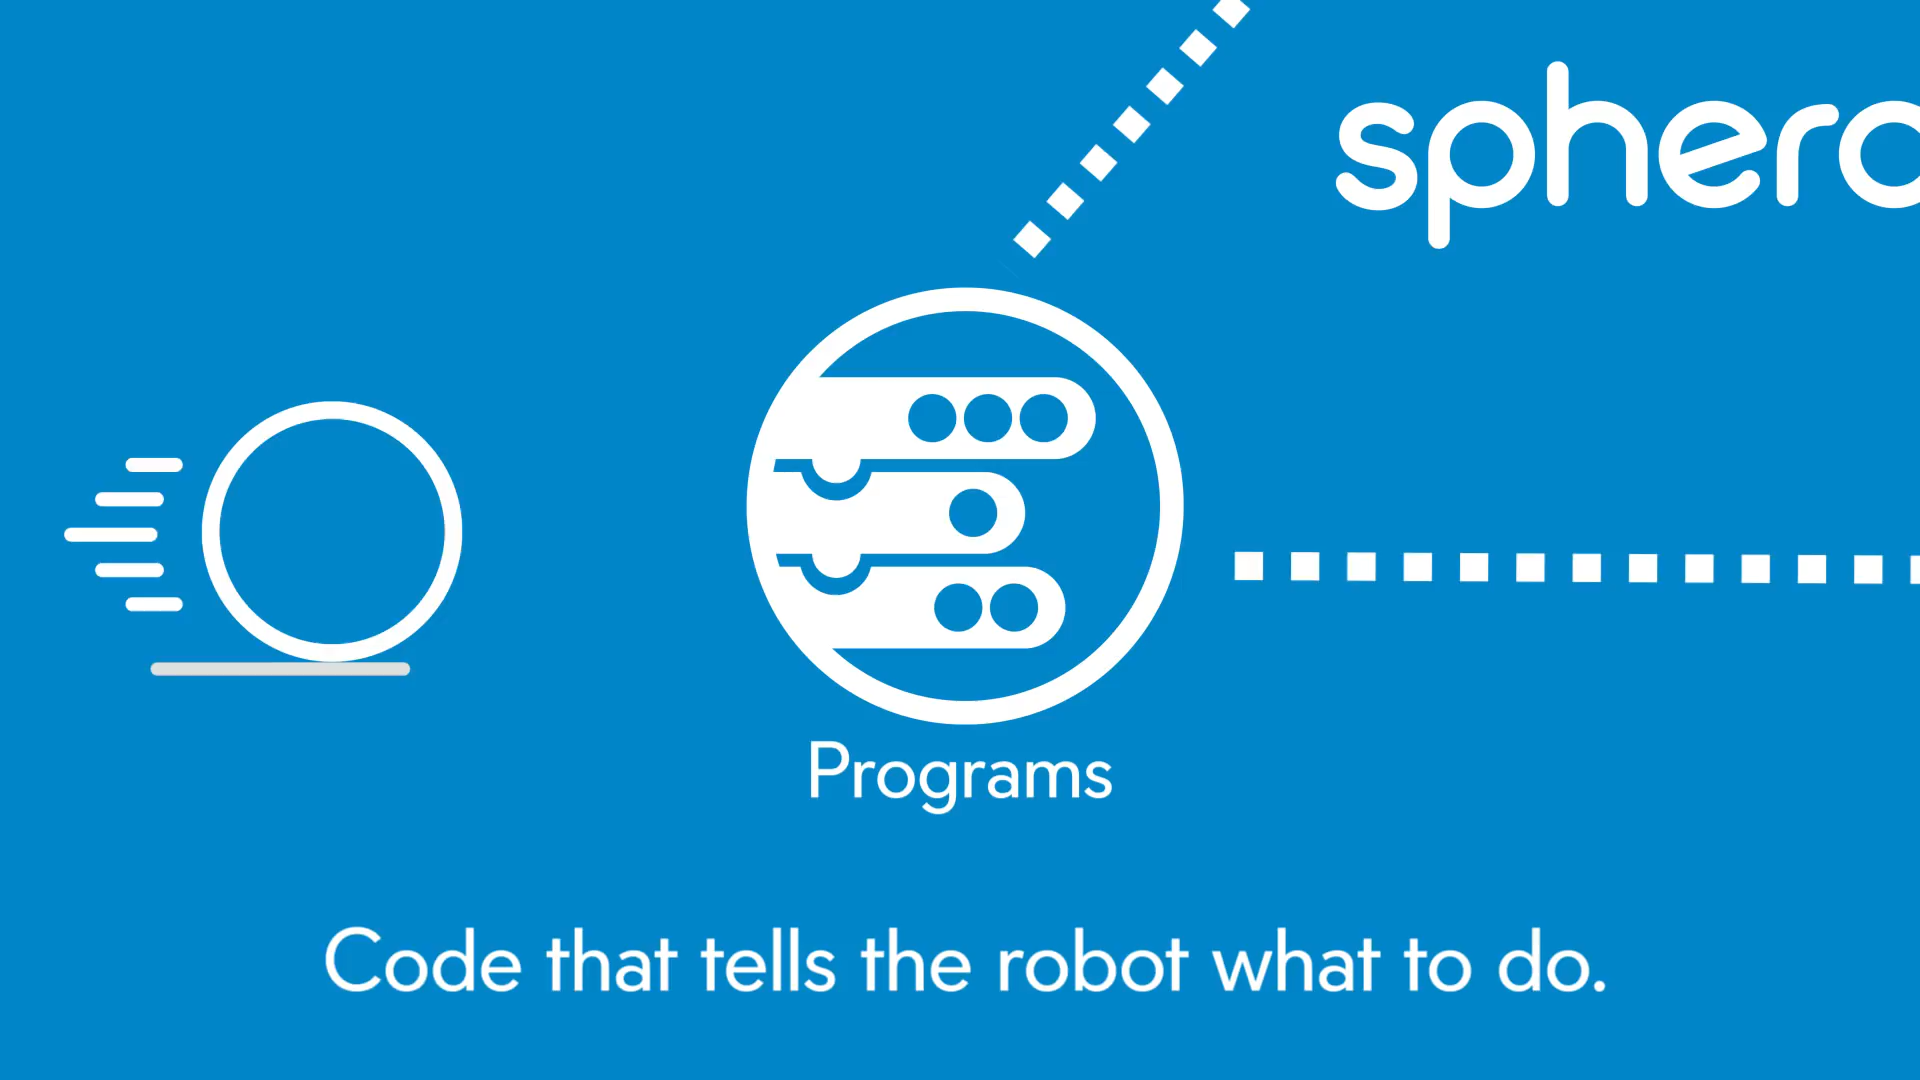 sphero
Programs
Code that tells the robot what to do.